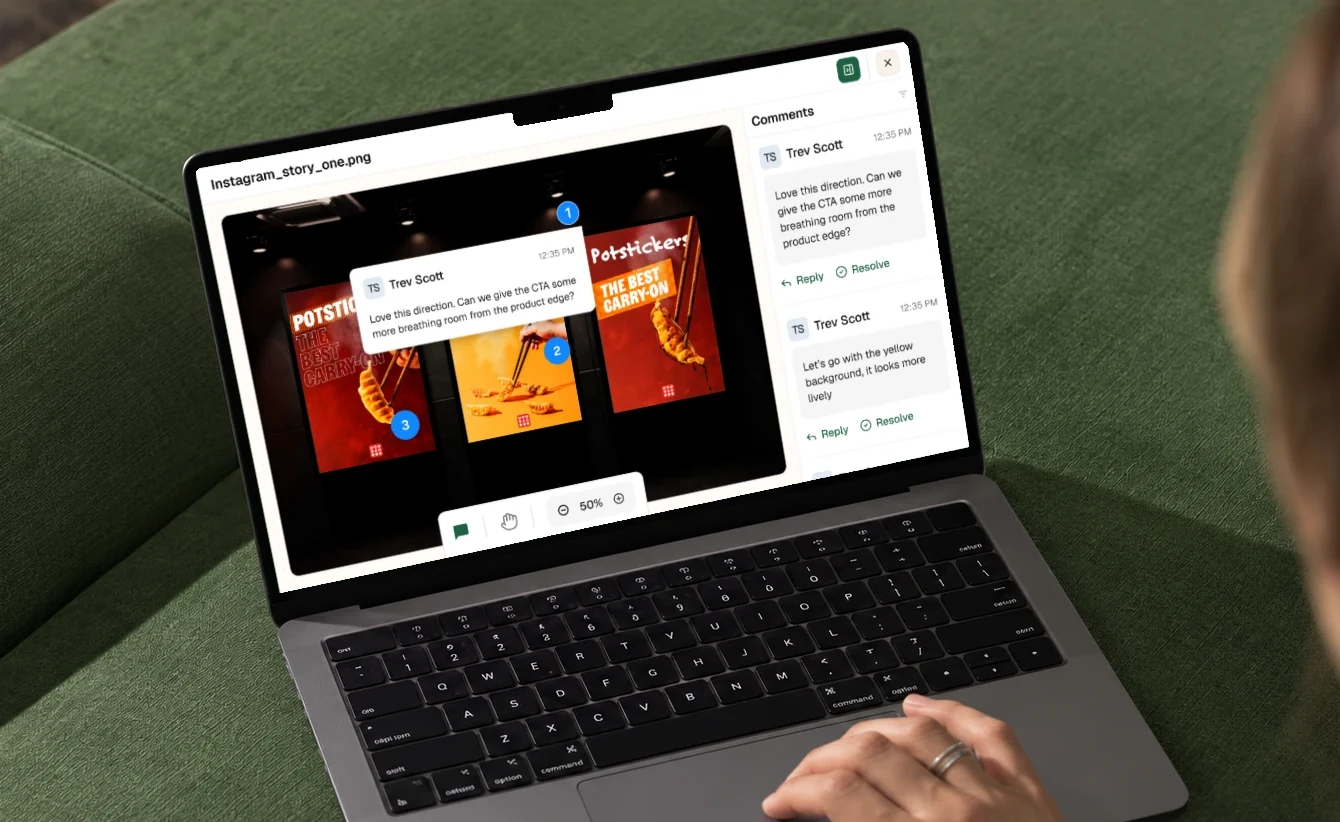 Instagram_story_one.png
Comments
TS Trev Scott 12:35 PM
Love this direction. Can we
give the CTA some more
breathing room from the
product edge?
Reply Resolve
TS Trev Scott 12:35 PM
Let's go with the yellow
background, it looks more
lively
Reply Resolve
1
TS Trev Scott 12:35 PM
Love this direction. Can we give the CTA some
more breathing room from the product edge?
POTSTIC
THE
BEST
CARRY-ON
3
2
Potstickers
THE BEST
CARRY-ON
50%
Q W E R T V U I O P
A S D F G H J K L
Z X C V B N M
option command
command option